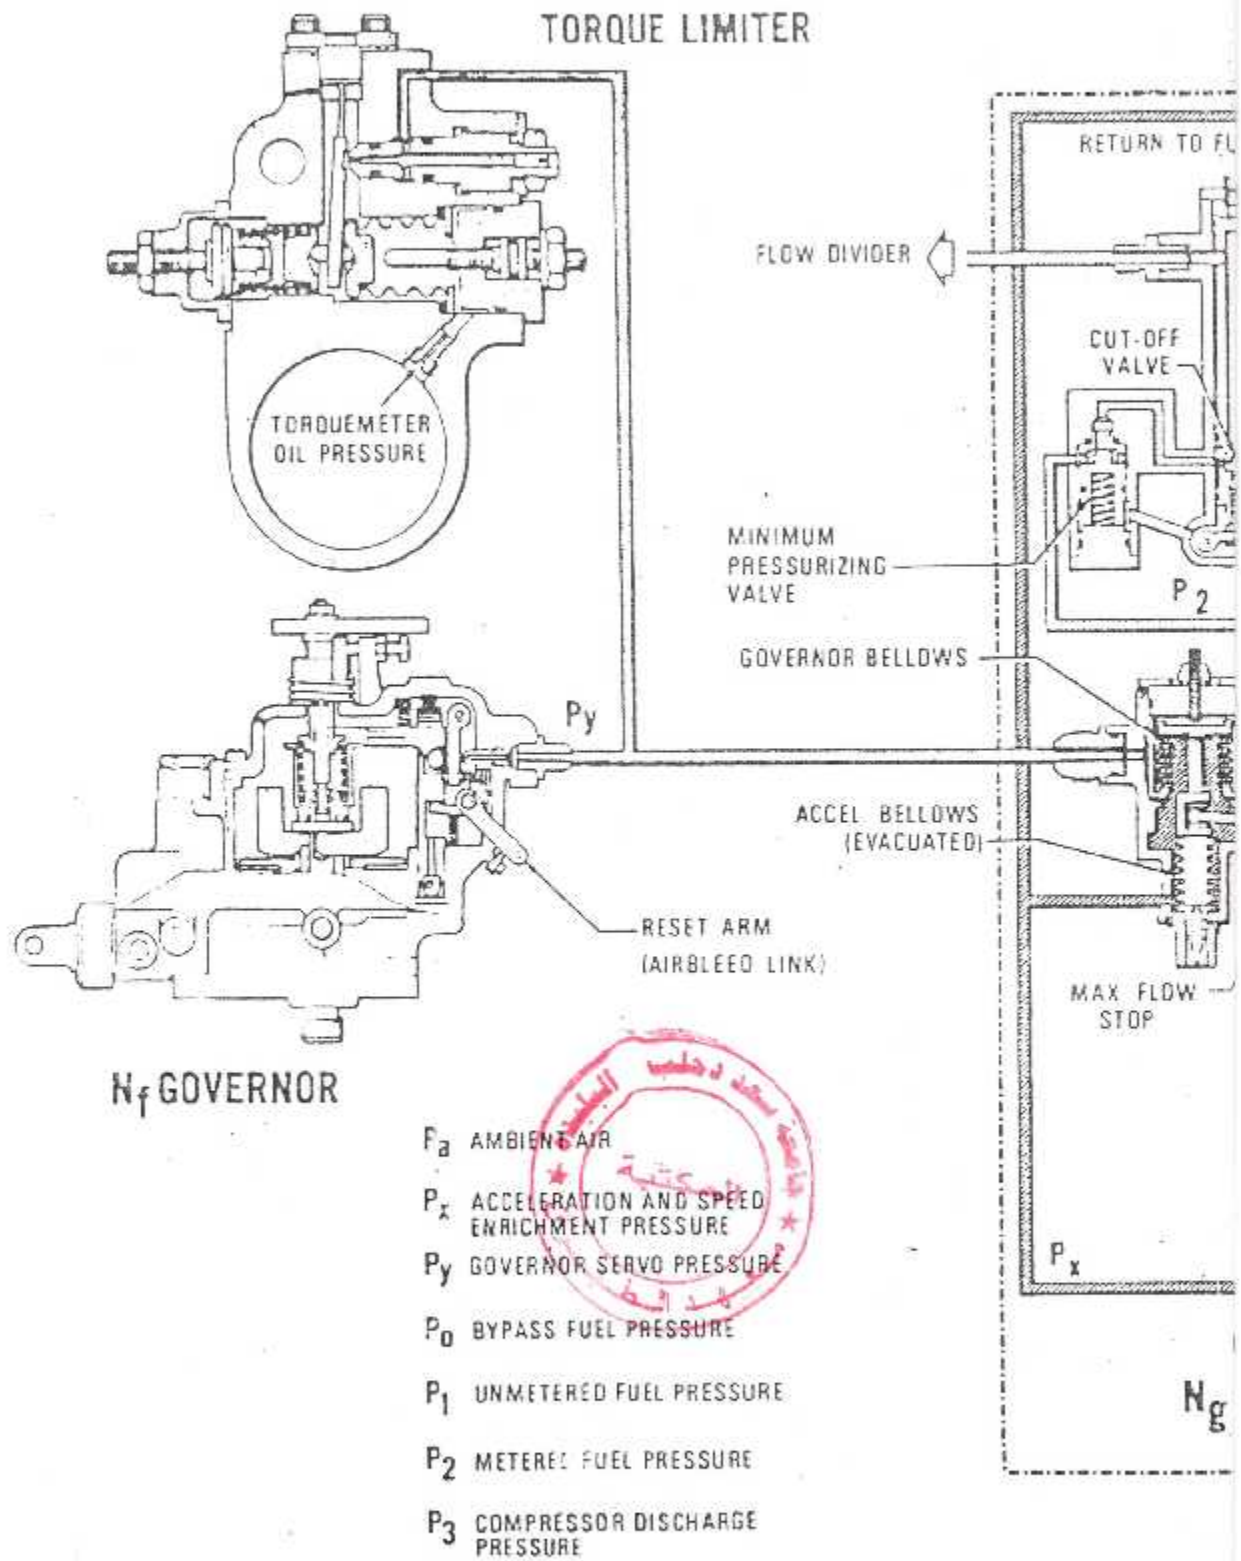 TORQUE LIMITER
RETURN TO FU
FLOW DIVIDER
CUT-OFF
VALVE
TORQUEMETER
OIL PRESSURE
MINIMUM
PRESSURIZING
VALVE
P2
GOVERNOR BELLOWS
Py
ACCEL BELLOWS
(EVACUATED)
RESET ARM
(AIRBLEED LINK)
MAX FLOW
STOP
Nf GOVERNOR
Pa AMBIENT AIR
Px ACCELERATION AND SPEED
ENRICHMENT PRESSURE
Py GOVERNOR SERVO PRESSURE
Po BYPASS FUEL PRESSURE
P1 UNMETERED FUEL PRESSURE
P2 METERED FUEL PRESSURE
P3 COMPRESSOR DISCHARGE
PRESSURE
Px
Ng
المكتبة